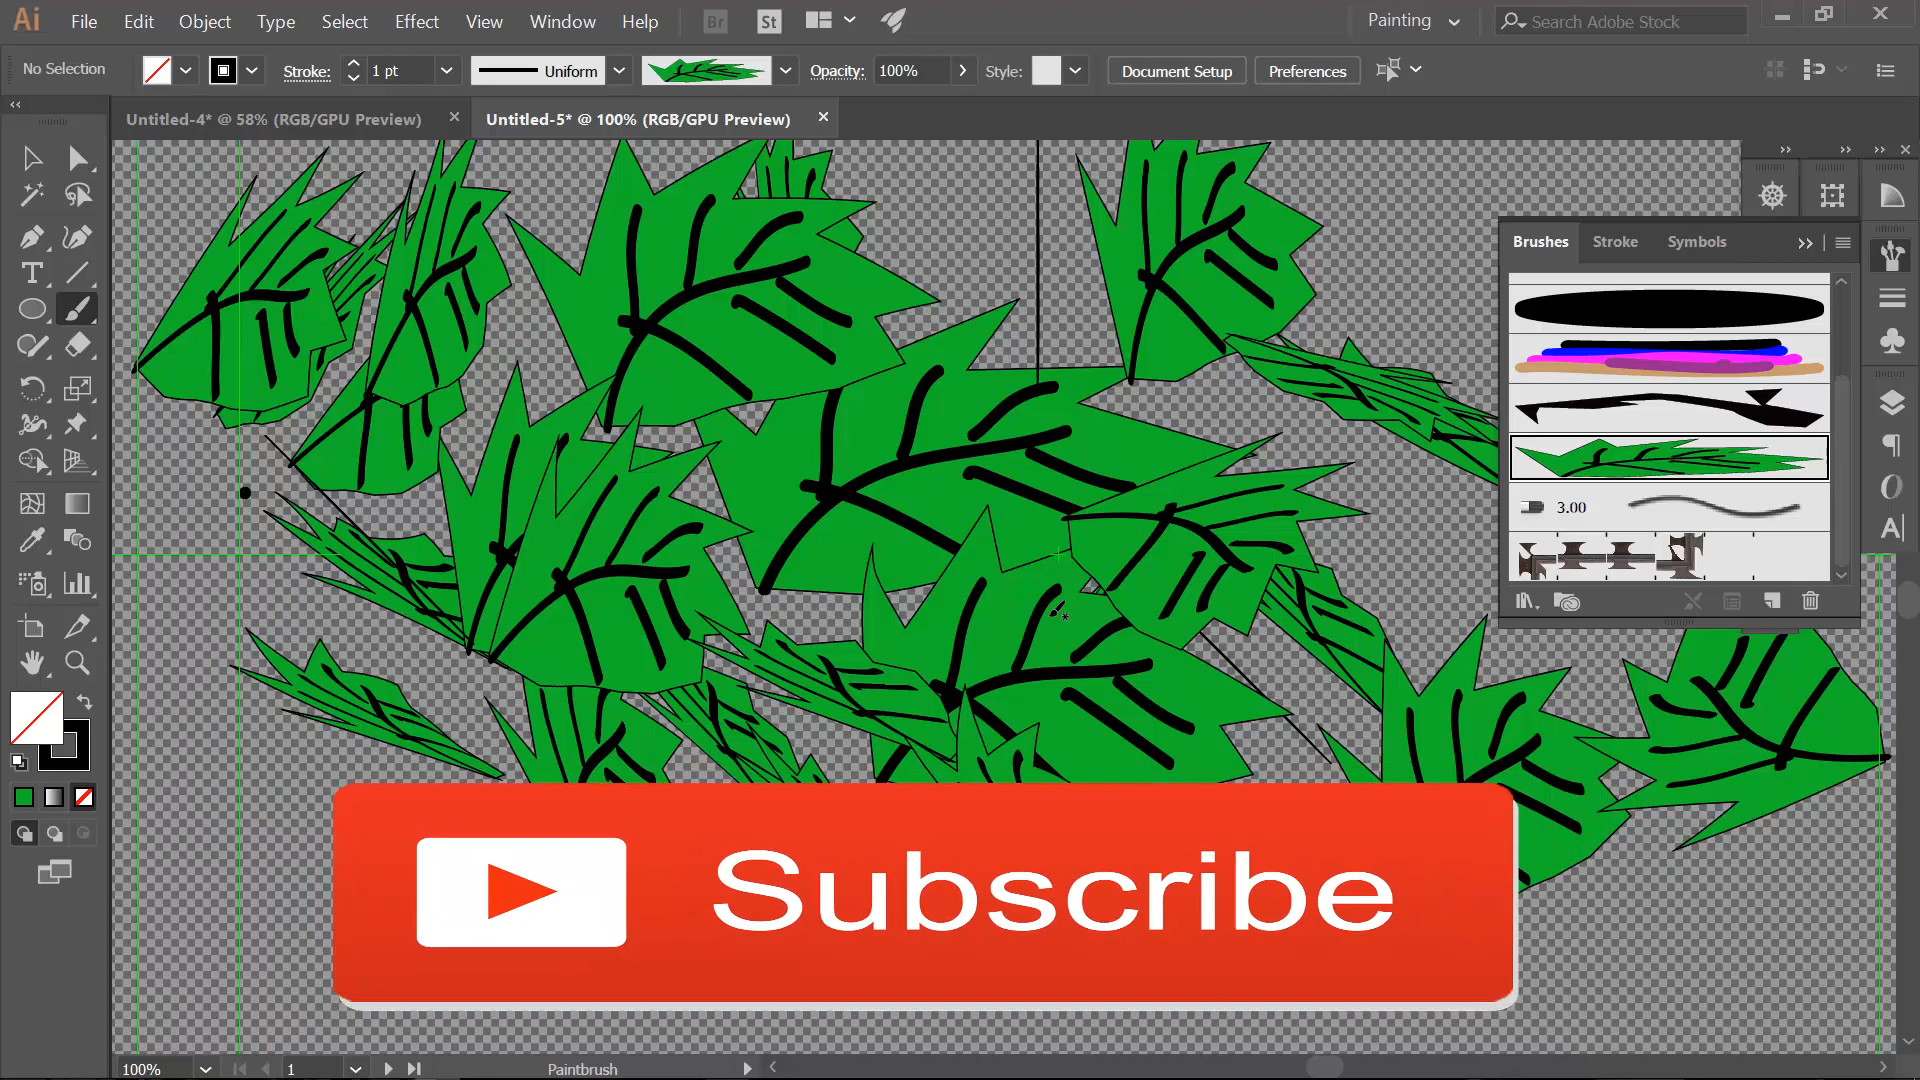 Ai File Edit Object Type Select Effect View Window Help Br St Painting Search Adobe Stock
No Selection Stroke: 1 pt Uniform Opacity: 100% Style: Document Setup Preferences
Untitled-4* @ 58% (RGB/GPU Preview) Untitled-5* @ 100% (RGB/GPU Preview)
Brushes Stroke Symbols
3.00
Subscribe
100% 1 Paintbrush